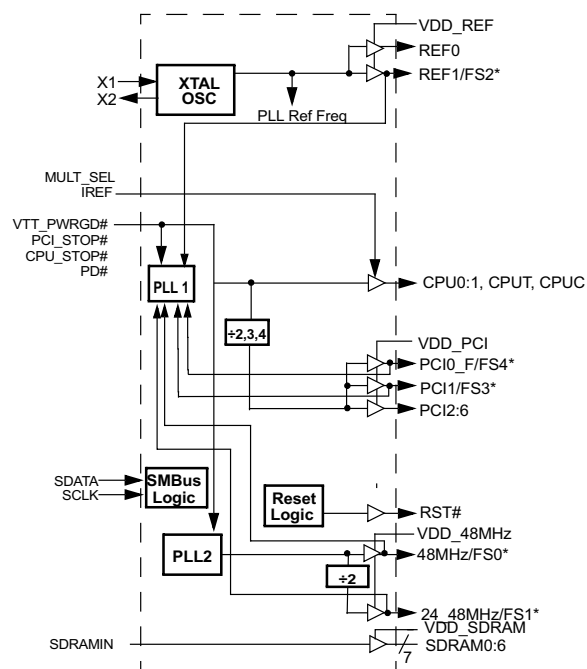 VDD_REF
REF0
X1
X2
XTAL
OSC
REF1/FS2*
PLL Ref Freq
MULT_SEL
IREF
VTT_PWRGD#
PCI_STOP#
CPU_STOP#
PD#
PLL 1
CPU0:1, CPUT, CPUC
÷2,3,4
VDD_PCI
PCI0_F/FS4*
PCI1/FS3*
PCI2:6
SDATA
SCLK
SMBus
Logic
Reset
Logic
RST#
VDD_48MHz
PLL2
48MHz/FS0*
÷2
24_48MHz/FS1*
VDD_SDRAM
SDRAMIN
SDRAM0:6
7